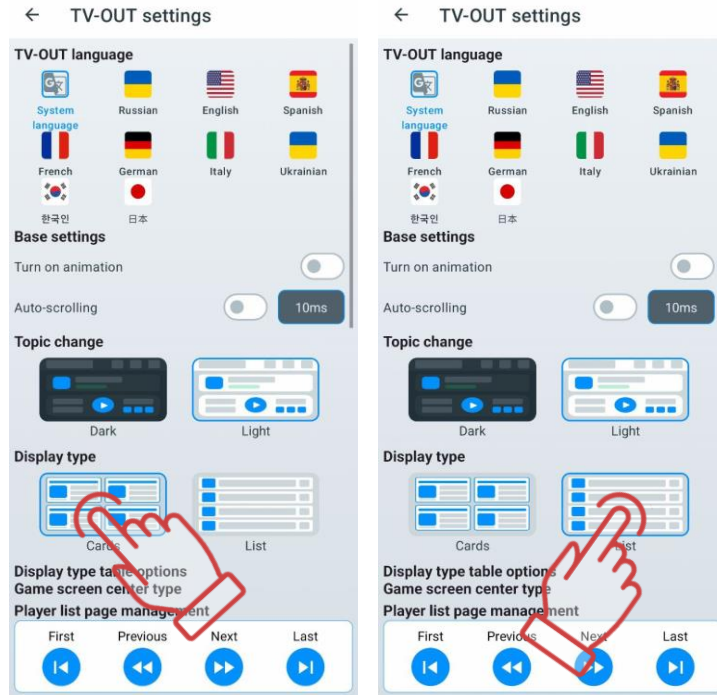 TV-OUT settings
TV-OUT language
System language
Russian
English
Spanish
French
German
Italy
Ukrainian
한국인
日本
Base settings
Turn on animation
Auto-scrolling
10ms
Topic change
Dark
Light
Display type
Cards
List
Display type table options
Game screen center type
Player list page management
First
Previous
Next
Last
TV-OUT settings
TV-OUT language
System language
Russian
English
Spanish
French
German
Italy
Ukrainian
한국인
日本
Base settings
Turn on animation
Auto-scrolling
10ms
Topic change
Dark
Light
Display type
Cards
List
Display type table options
Game screen center type
Player list page management
First
Previous
Next
Last